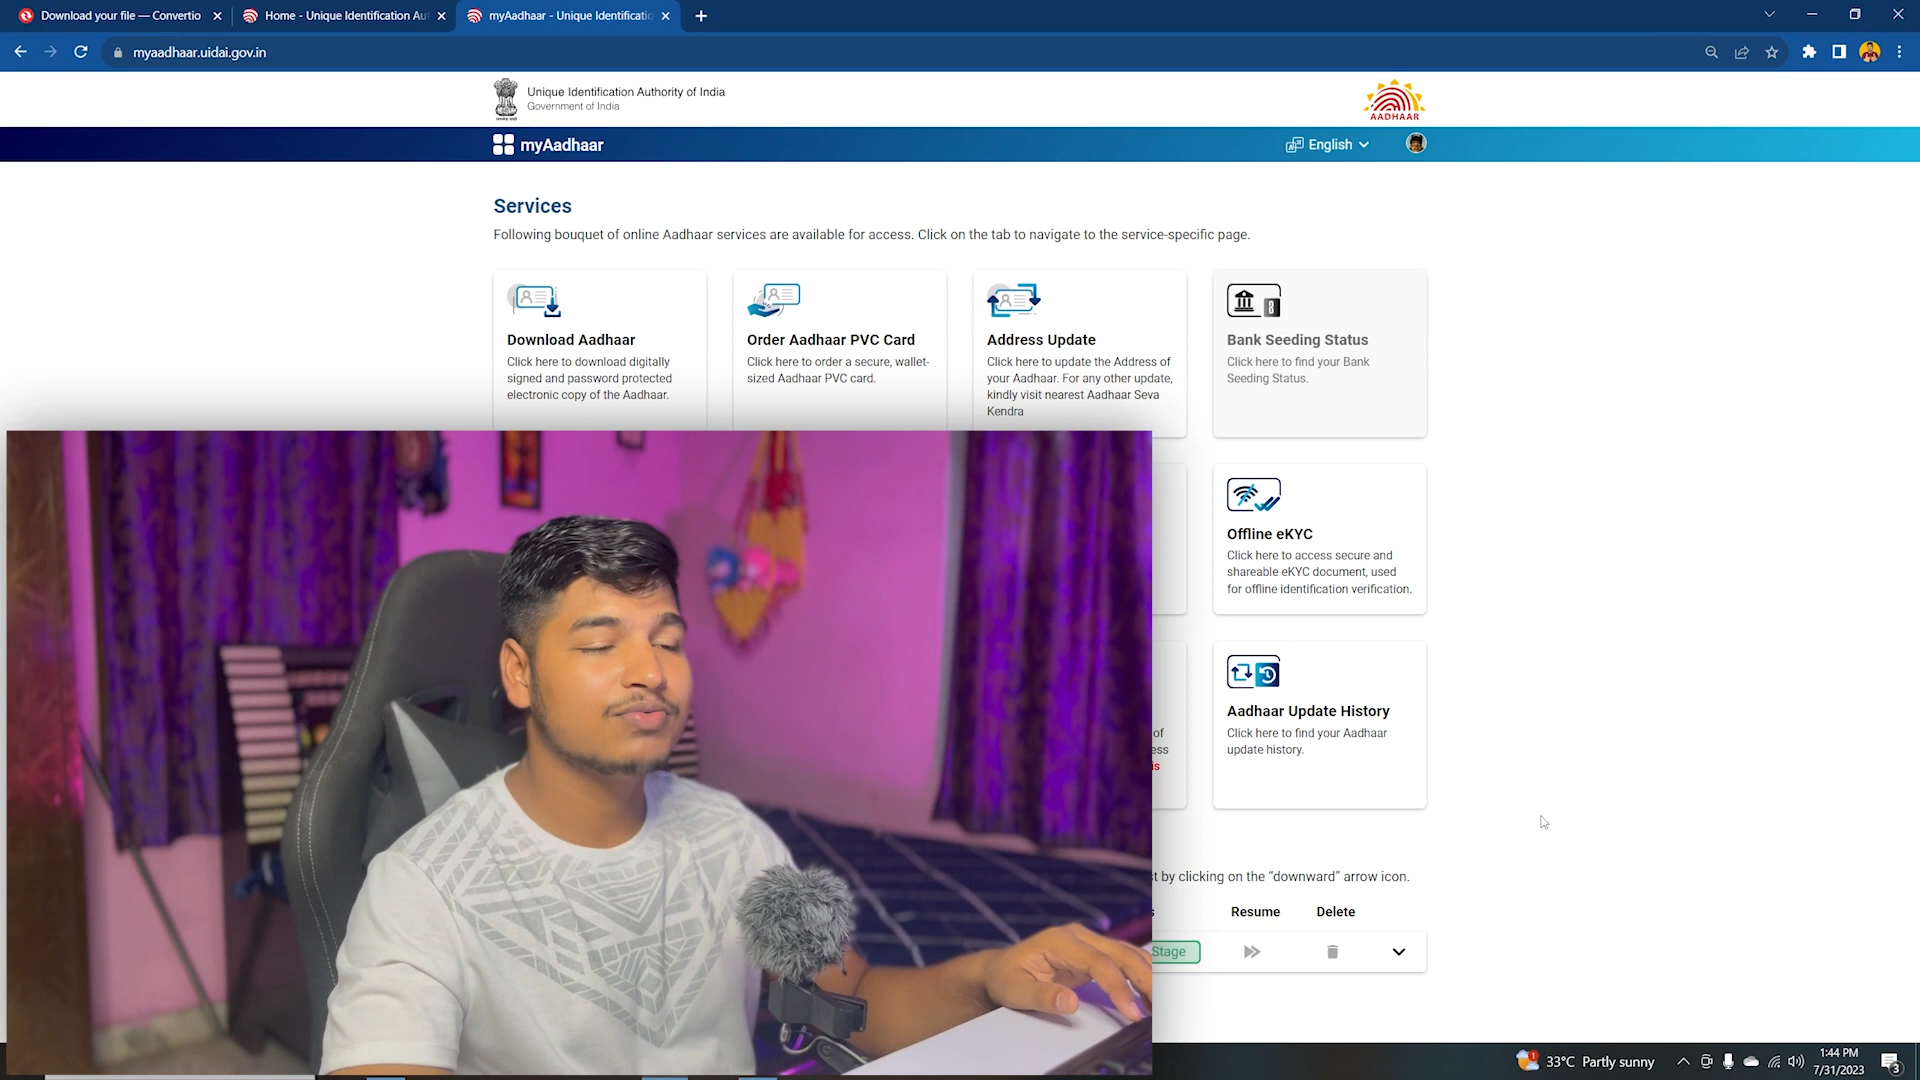 Download your file — Convertio
Home - Unique Identification Au
myAadhaar - Unique Identificatio
myaadhaar.uidai.gov.in
Unique Identification Authority of India
Government of India
AADHAAR
myAadhaar
English
Services
Following bouquet of online Aadhaar services are available for access. Click on the tab to navigate to the service-specific page.
Download Aadhaar
Click here to download digitally
signed and password protected
electronic copy of the Aadhaar.
Order Aadhaar PVC Card
Click here to order a secure, wallet-
sized Aadhaar PVC card.
Address Update
Click here to update the Address of
your Aadhaar. For any other update,
kindly visit nearest Aadhaar Seva
Kendra
Bank Seeding Status
Click here to find your Bank
Seeding Status.
Offline eKYC
Click here to access secure and
shareable eKYC document, used
for offline identification verification.
of
ess
is
Aadhaar Update History
Click here to find your Aadhaar
update history.
t by clicking on the “downward” arrow icon.
s
Resume
Delete
Stage
33°C Partly sunny
1:44 PM
7/31/2023
3